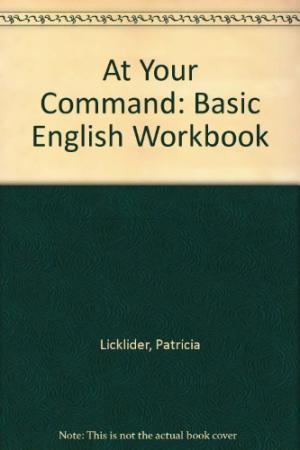 At Your
Command: Basic
English Workbook
Licklider, Patricia
Note: This is not the actual book cover